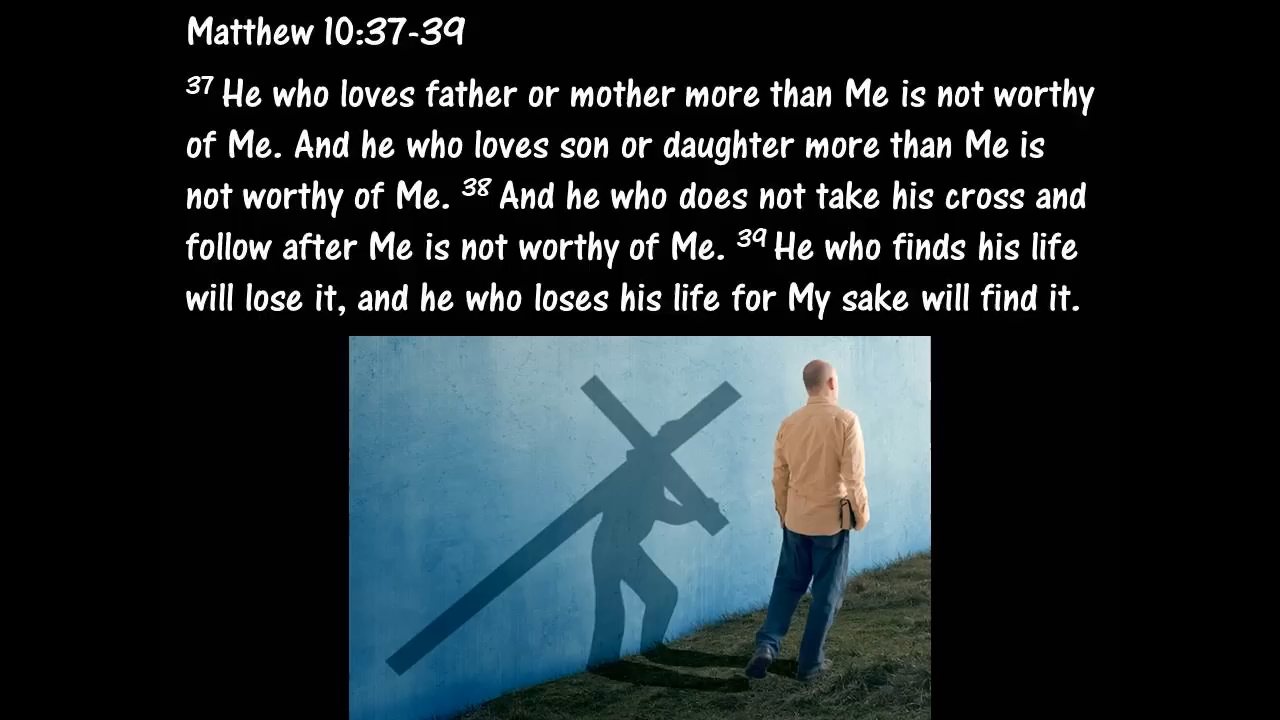 Matthew 10:37-39
37 He who loves father or mother more than Me is not worthy
of Me. And he who loves son or daughter more than Me is
not worthy of Me. 38 And he who does not take his cross and
follow after Me is not worthy of Me. 39 He who finds his life
will lose it, and he who loses his life for My sake will find it.